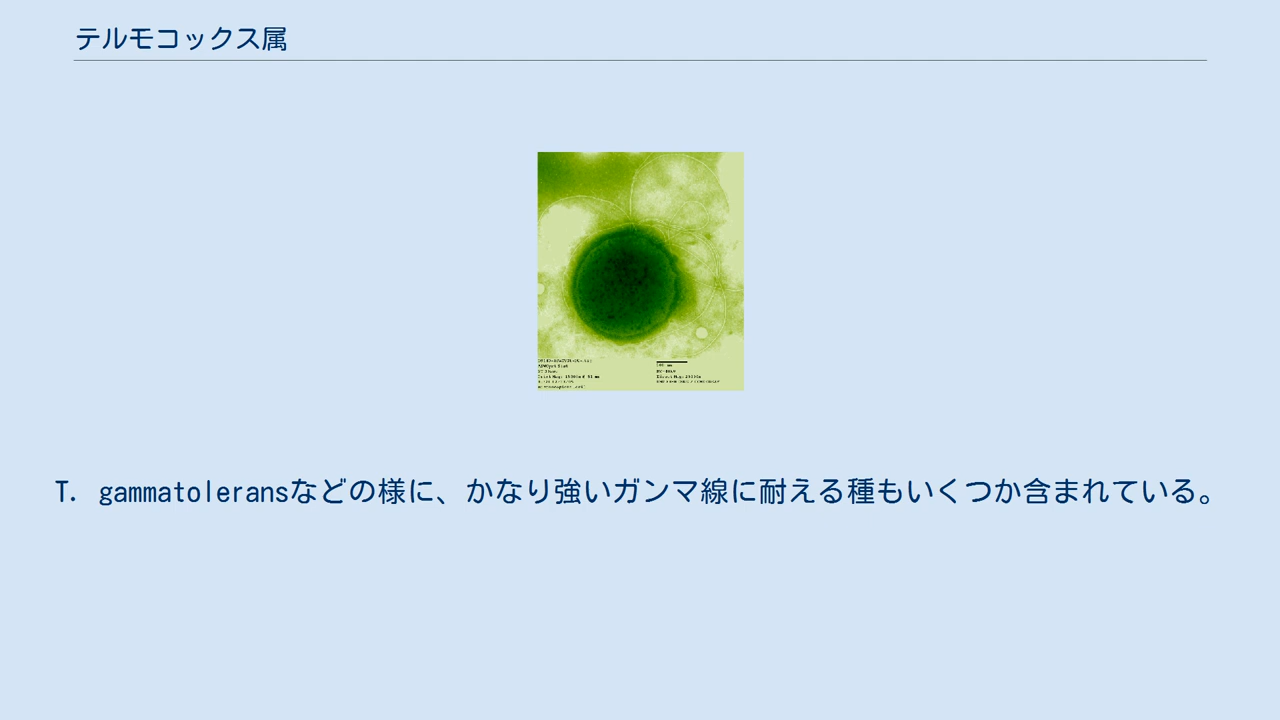 テルモコックス属
T. gammatoleransなどの様に、かなり強いガンマ線に耐える種もいくつか含まれている。